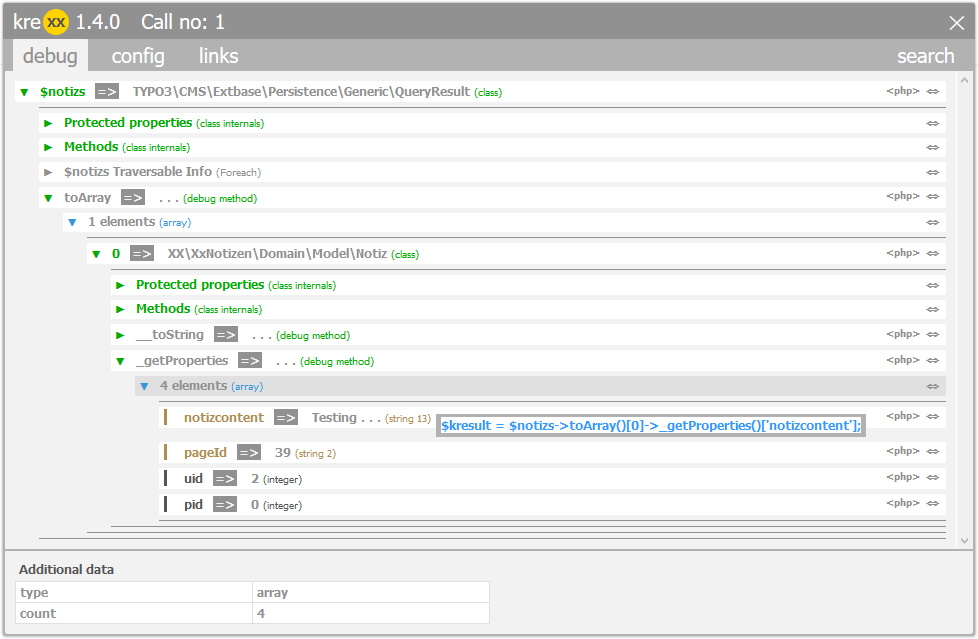 kre XX 1.4.0 Call no: 1
debug config links search
$notizs => TYPO3\CMS\Extbase\Persistence\Generic\QueryResult (class) <php>
Protected properties (class internals)
Methods (class internals)
$notizs Traversable Info (Foreach)
toArray => . . . (debug method) <php>
1 elements (array)
0 => XX\XxNotizen\Domain\Model\Notiz (class) <php>
Protected properties (class internals)
Methods (class internals)
__toString => . . . (debug method) <php>
_getProperties => . . . (debug method) <php>
4 elements (array)
notizcontent => Testing . . . (string 13) $kresult = $notizs->toArray()[0]->_getProperties()['notizcontent']; <php>
pageId => 39 (string 2) <php>
uid => 2 (integer) <php>
pid => 0 (integer) <php>
Additional data
type array
count 4